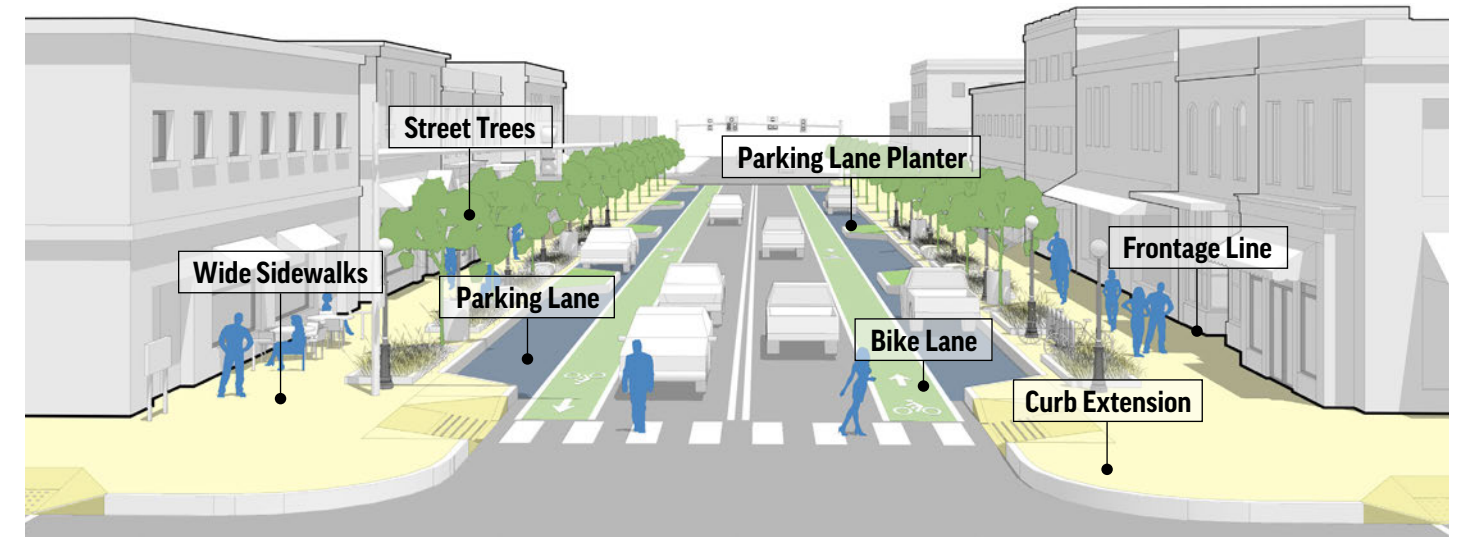 Street Trees
Parking Lane Planter
Wide Sidewalks
Frontage Line
Parking Lane
Bike Lane
Curb Extension